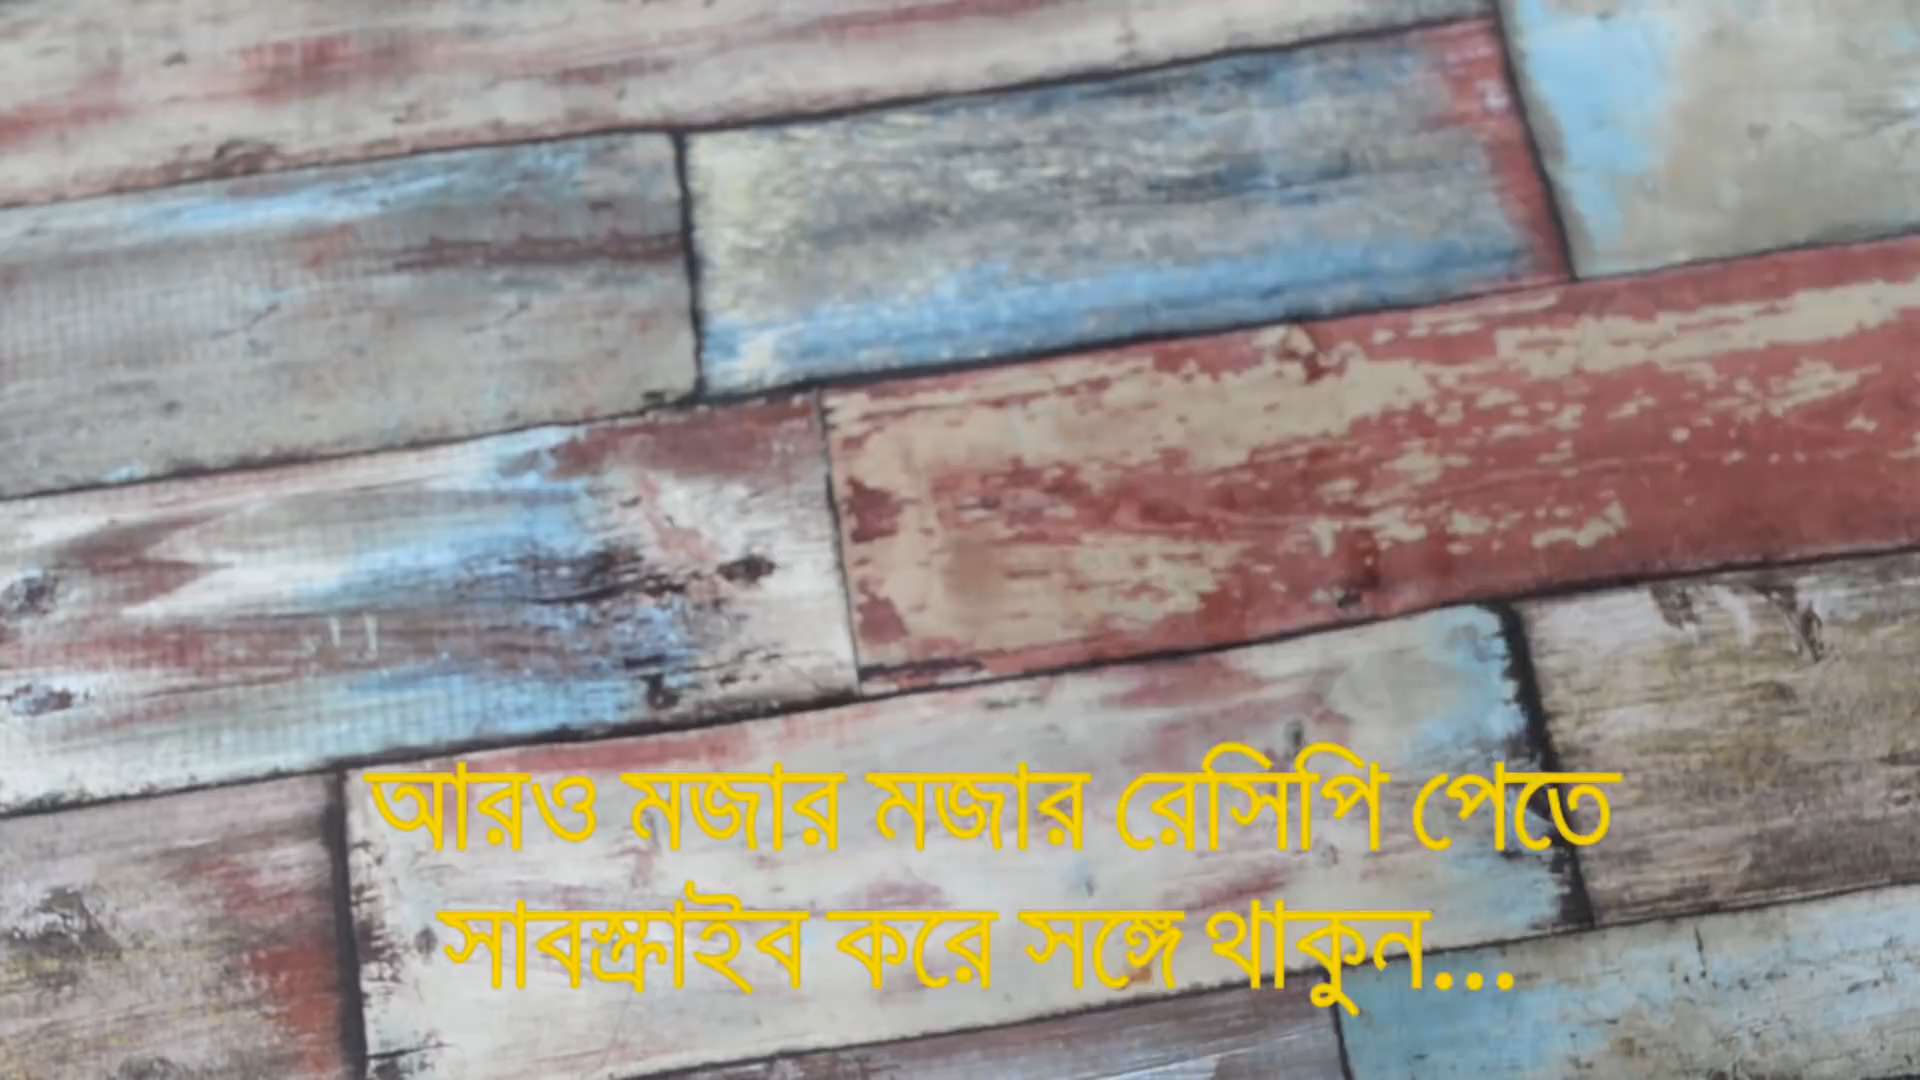 আরও মজার মজার রেসিপি পেতে
সাবস্ক্রাইব করে সঙ্গে থাকুন...